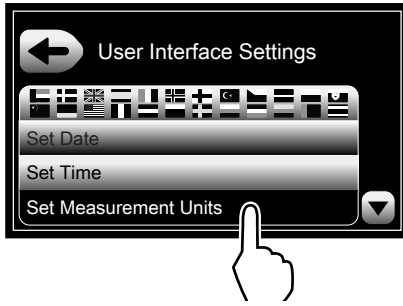 User Interface Settings
Set Date
Set Time
Set Measurement Units